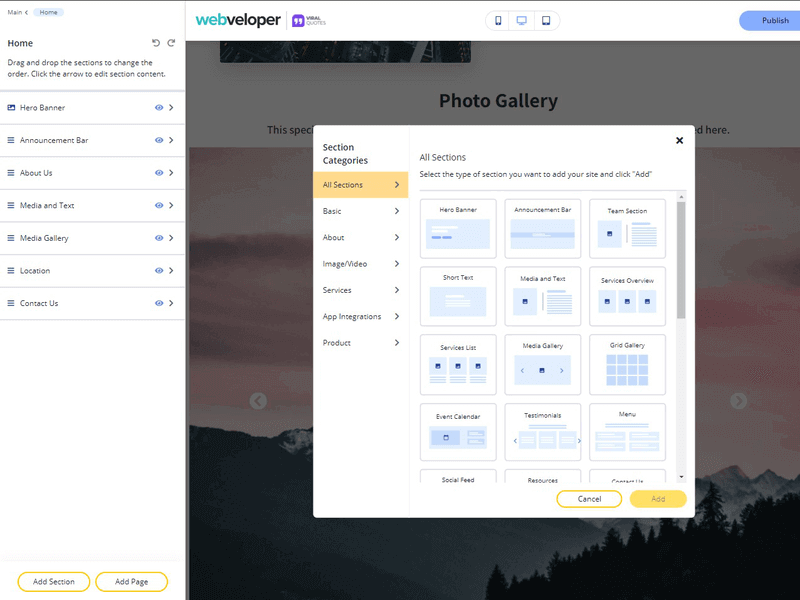 Main
Home
webveloper
VIRAL
QUOTES
Publish
Home
Drag and drop the sections to change the
order. Click the arrow to edit section content.
Hero Banner
Announcement Bar
About Us
Media and Text
Media Gallery
Location
Contact Us
Add Section
Add Page
Photo Gallery
This speci
ed here.
Section
Categories
All Sections
Basic
About
Image/Video
Services
App Integrations
Product
All Sections
Select the type of section you want to add your site and click "Add"
Hero Banner
Announcement Bar
Team Section
Short Text
Media and Text
Services Overview
Services List
Media Gallery
Grid Gallery
Event Calendar
Testimonials
Menu
Social Feed
Resources
Contact Us
Cancel
Add